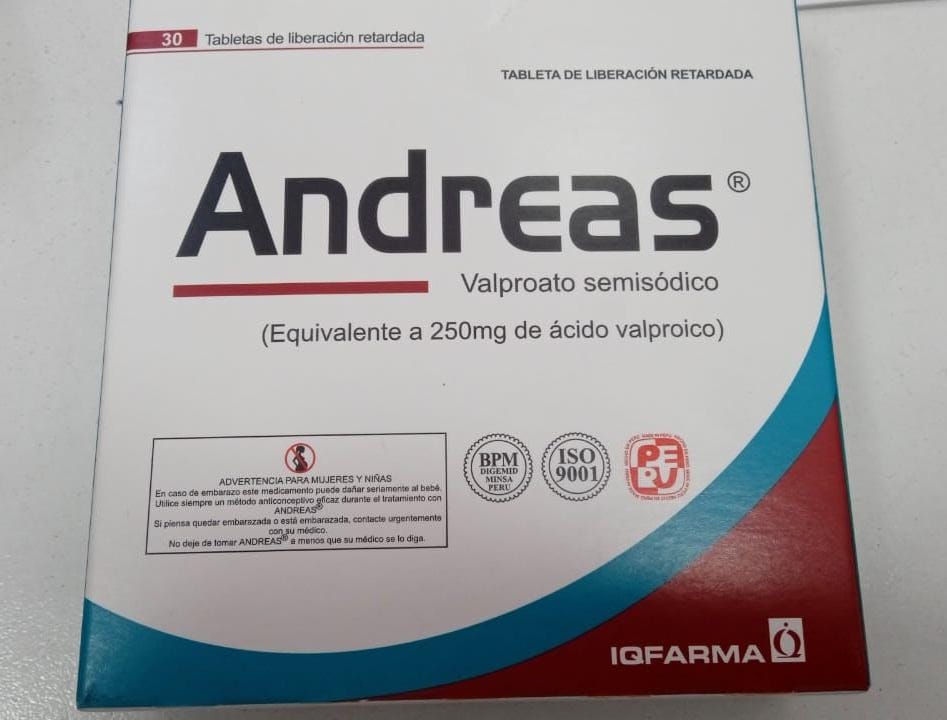 30 Tabletas de liberación retardada
TABLETA DE LIBERACIÓN RETARDADA
Andreas®
Valproato semisódico
(Equivalente a 250mg de ácido valproico)
ADVERTENCIA PARA MUJERES Y NIÑAS
En caso de embarazo este medicamento puede dañar seriamente al bebé.
Utilice siempre un método anticonceptivo eficaz durante el tratamiento con
ANDREAS®
Si piensa quedar embarazada o está embarazada, contacte urgentemente
con su médico.
No deje de tomar ANDREAS® a menos que su médico se lo diga.
BPM
DIGEMID
MINSA
PERU
ISO
9001
PE
RU
IQFARMA